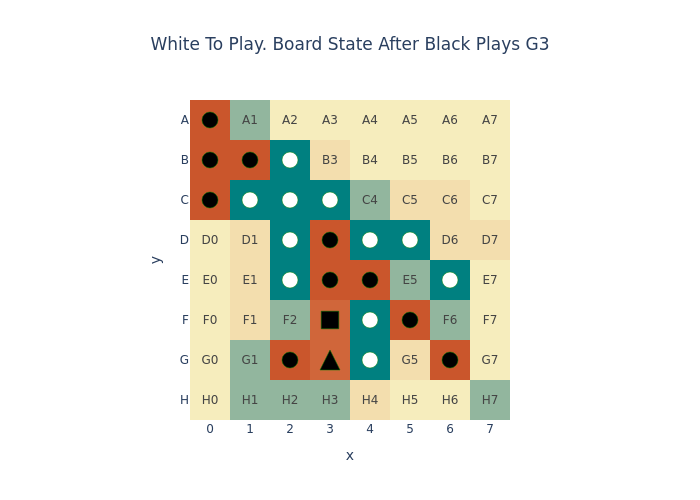 White To Play. Board State After Black Plays G3
A A1 A2 A3 A4 A5 A6 A7
B B3 B4 B5 B6 B7
C C4 C5 C6 C7
D D0 D1 D6 D7
E E0 E1 E5 E7
F F0 F1 F2 F6 F7
G G0 G1 G5 G7
H H0 H1 H2 H3 H4 H5 H6 H7
0 1 2 3 4 5 6 7
x
y